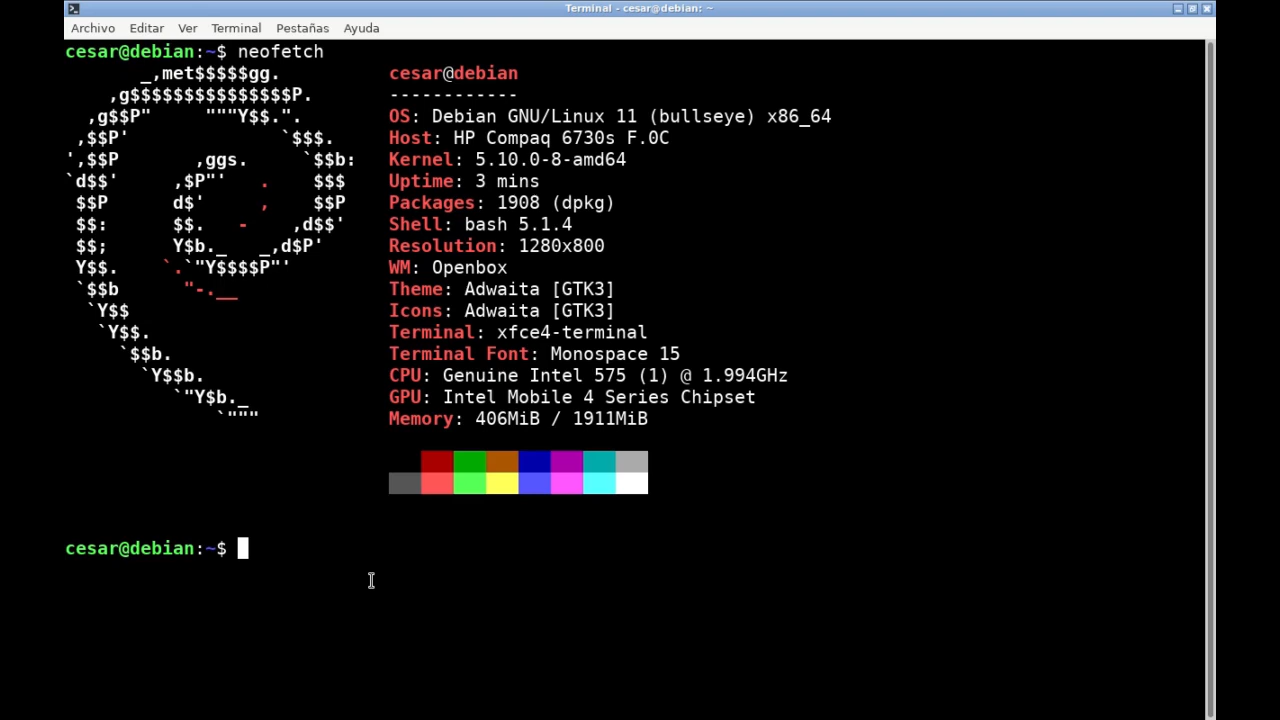 Terminal - cesar@debian: ~
Archivo Editar Ver Terminal Pestañas Ayuda
cesar@debian:~$ neofetch
       _,met$$$$$gg.          cesar@debian
    ,g$$$$$$$$$$$$$$$P.       ------------
  ,g$$P"     """Y$$.".        OS: Debian GNU/Linux 11 (bullseye) x86_64
 ,$$P'              `$$$.     Host: HP Compaq 6730s F.0C
',$$P       ,ggs.     `$$b:   Kernel: 5.10.0-8-amd64
`d$$'     ,$P"'   .    $$$    Uptime: 3 mins
 $$P      d$'     ,    $$P    Packages: 1908 (dpkg)
 $$:      $$.   -    ,d$$'    Shell: bash 5.1.4
 $$;      Y$b._   _,d$P'      Resolution: 1280x800
 Y$$.    `.`"Y$$$$P"'         WM: Openbox
 `$$b      "-.__              Theme: Adwaita [GTK3]
  `Y$$                        Icons: Adwaita [GTK3]
   `Y$$.                      Terminal: xfce4-terminal
     `$$b.                    Terminal Font: Monospace 15
       `Y$$b.                 CPU: Genuine Intel 575 (1) @ 1.994GHz
          `"Y$b._             GPU: Intel Mobile 4 Series Chipset
              `"""            Memory: 406MiB / 1911MiB
cesar@debian:~$